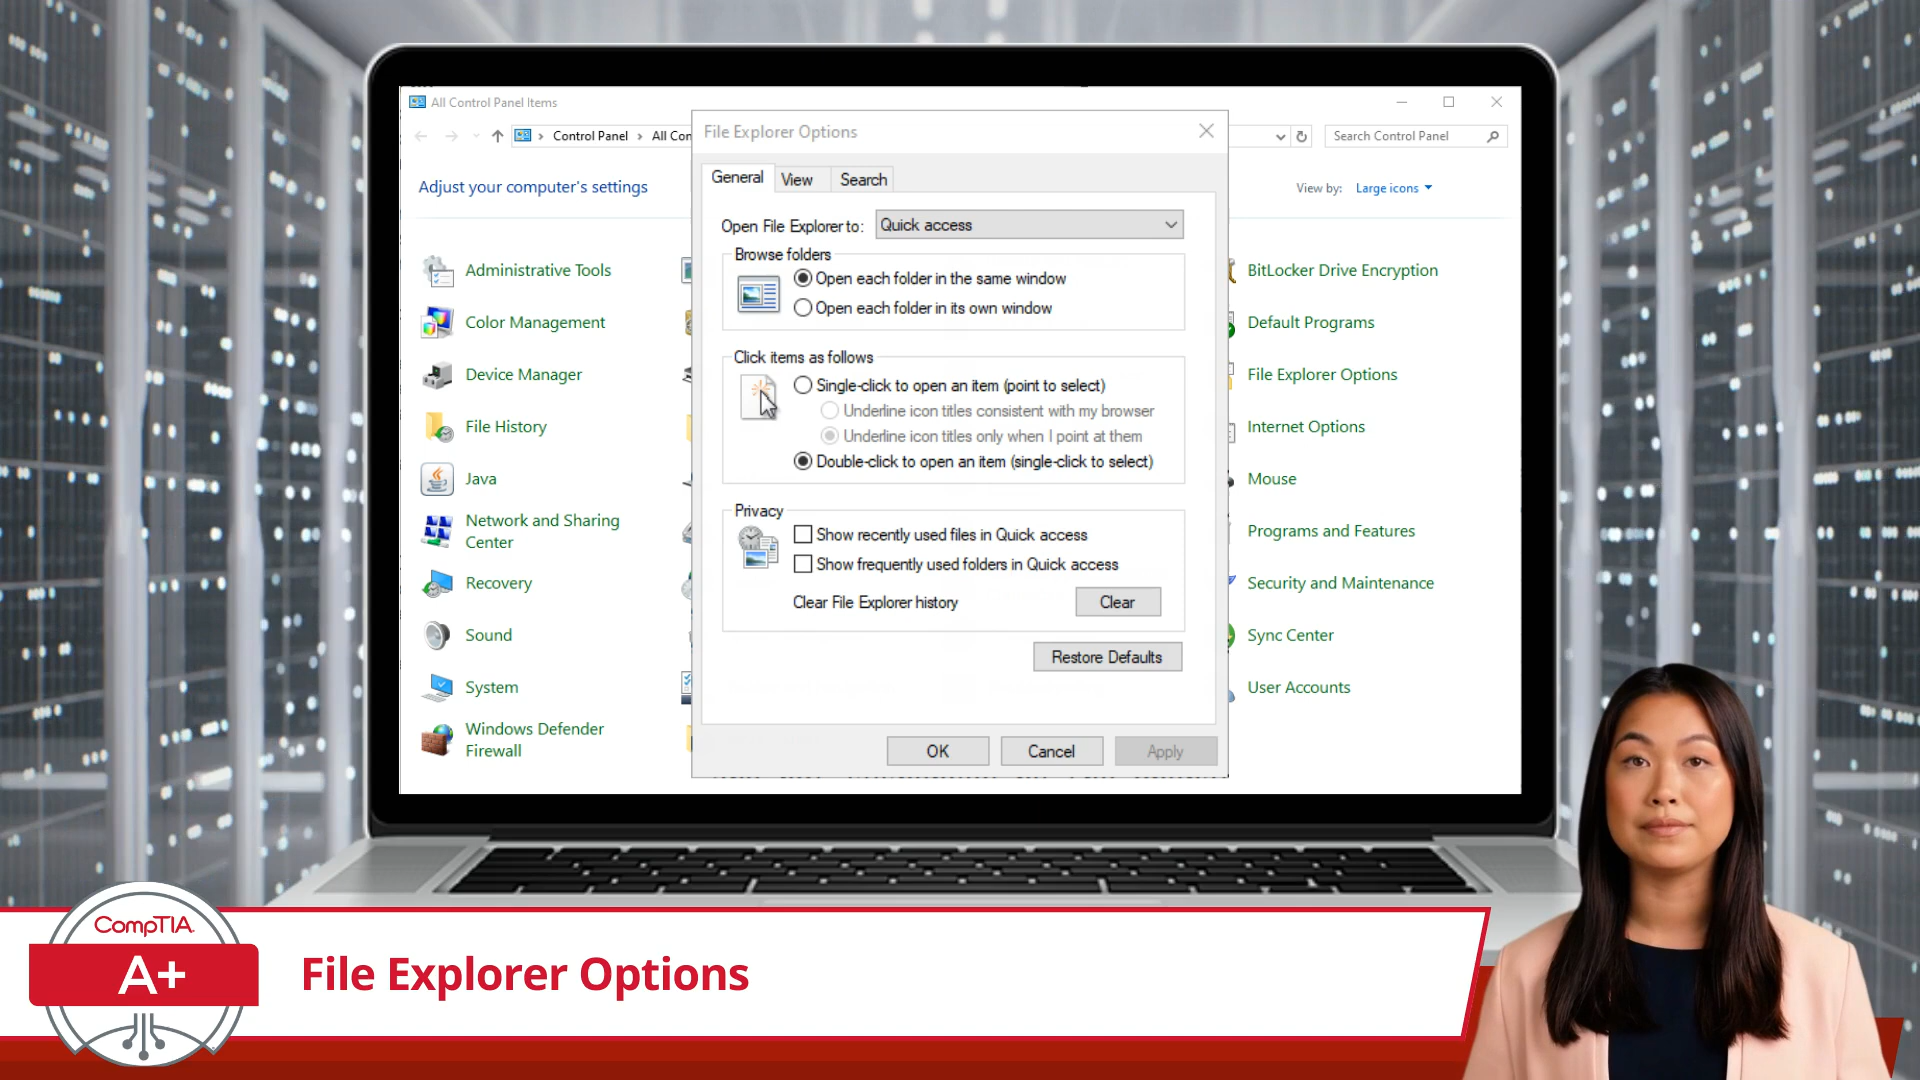 All Control Panel Items
Control Panel
All Con
Search Control Panel
Adjust your computer's settings
View by:
Large icons
Administrative Tools
Color Management
Device Manager
File History
Java
Network and Sharing
Center
Recovery
Sound
System
Windows Defender
Firewall
File Explorer Options
General
View
Search
Open File Explorer to:
Quick access
Browse folders
Open each folder in the same window
Open each folder in its own window
Click items as follows
Single-click to open an item (point to select)
Underline icon titles consistent with my browser
Underline icon titles only when I point at them
Double-click to open an item (single-click to select)
Privacy
Show recently used files in Quick access
Show frequently used folders in Quick access
Clear File Explorer history
Clear
Restore Defaults
OK
Cancel
Apply
BitLocker Drive Encryption
Default Programs
File Explorer Options
Internet Options
Mouse
Programs and Features
Security and Maintenance
Sync Center
User Accounts
CompTIA.
A+
File Explorer Options